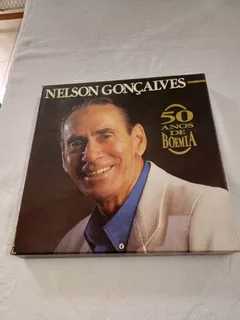 NELSON GONÇALVES
50
ANOS DE
BOEMIA